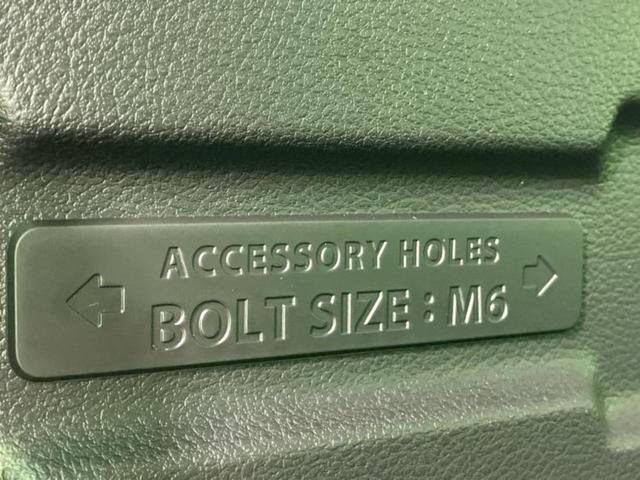 ACCESSORY HOLES
BOLT SIZE : M6